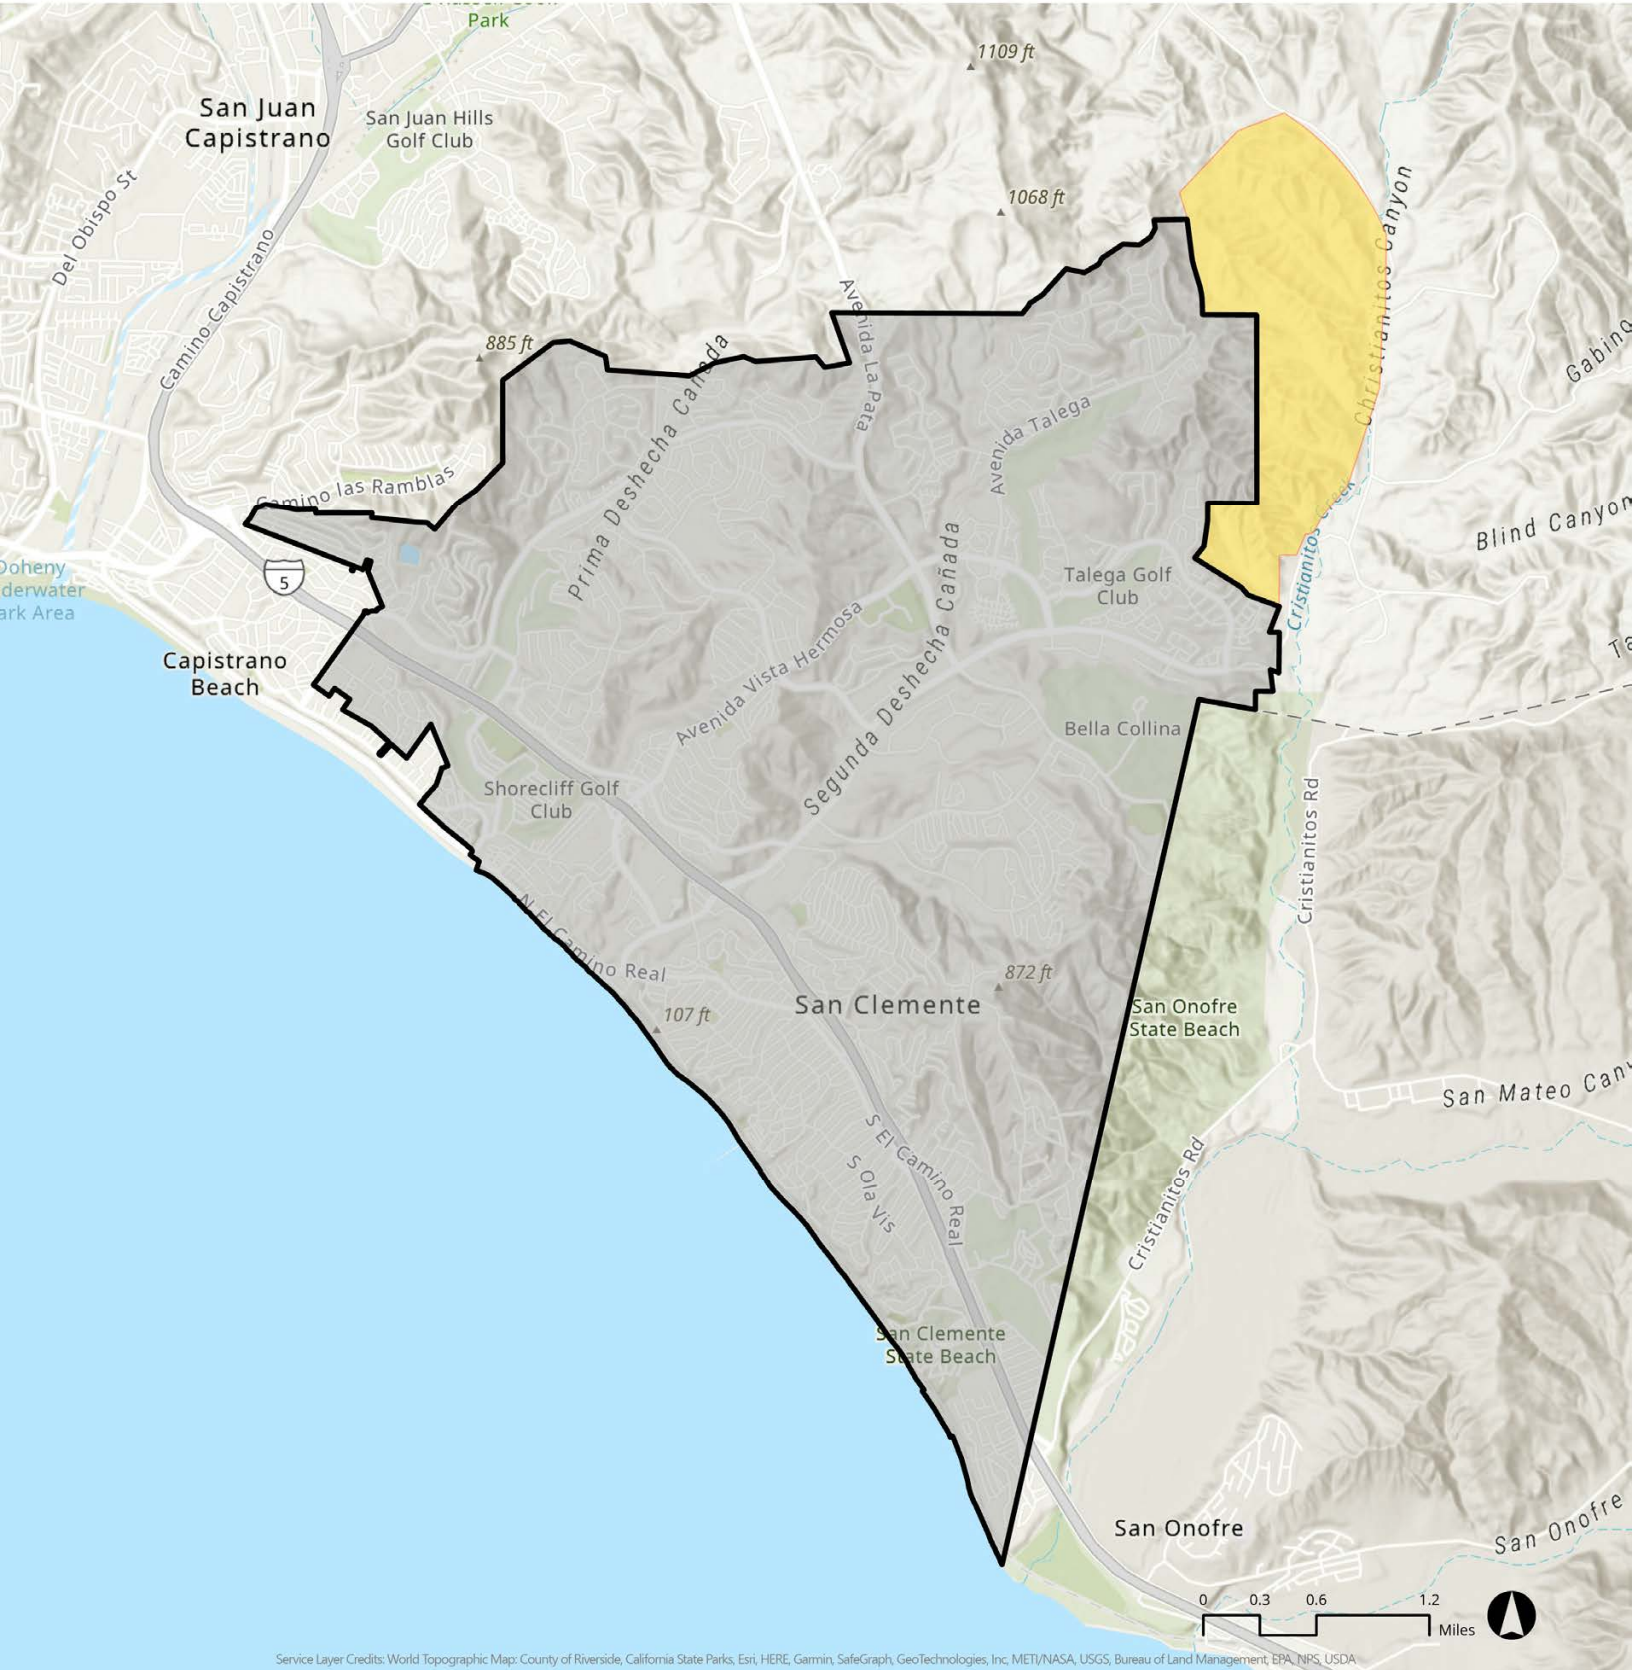 Park
1109 ft
San Juan
Capistrano
San Juan Hills
Golf Club
Del Obispo St
1068 ft
Christianitos Canyon
Camino Capistrano
Avenida La Pata
885 ft
Gabino
Prima Deshecha Cañada
Avenida Talega
Camino las Ramblas
Blind Canyon
Cristianitos Creek
Segunda Deshecha Cañada
Doheny
derwater
ark Area
5
Talega Golf
Club
Avenida Vista Hermosa
Capistrano
Beach
Ta
Bella Collina
Shorecliff Golf
Club
Cristianitos Rd
N El Camino Real
872 ft
San Clemente
107 ft
San Onofre
State Beach
San Mateo Cany
S El Camino Real
S Ola Vis
Cristianitos Rd
San Clemente
State Beach
San Onofre
San Onofre
0 0.3 0.6 1.2
Miles
Service Layer Credits: World Topographic Map: County of Riverside, California State Parks, Esri, HERE, Garmin, SafeGraph, GeoTechnologies, Inc, METI/NASA, USGS, Bureau of Land Management, EPA, NPS, USDA